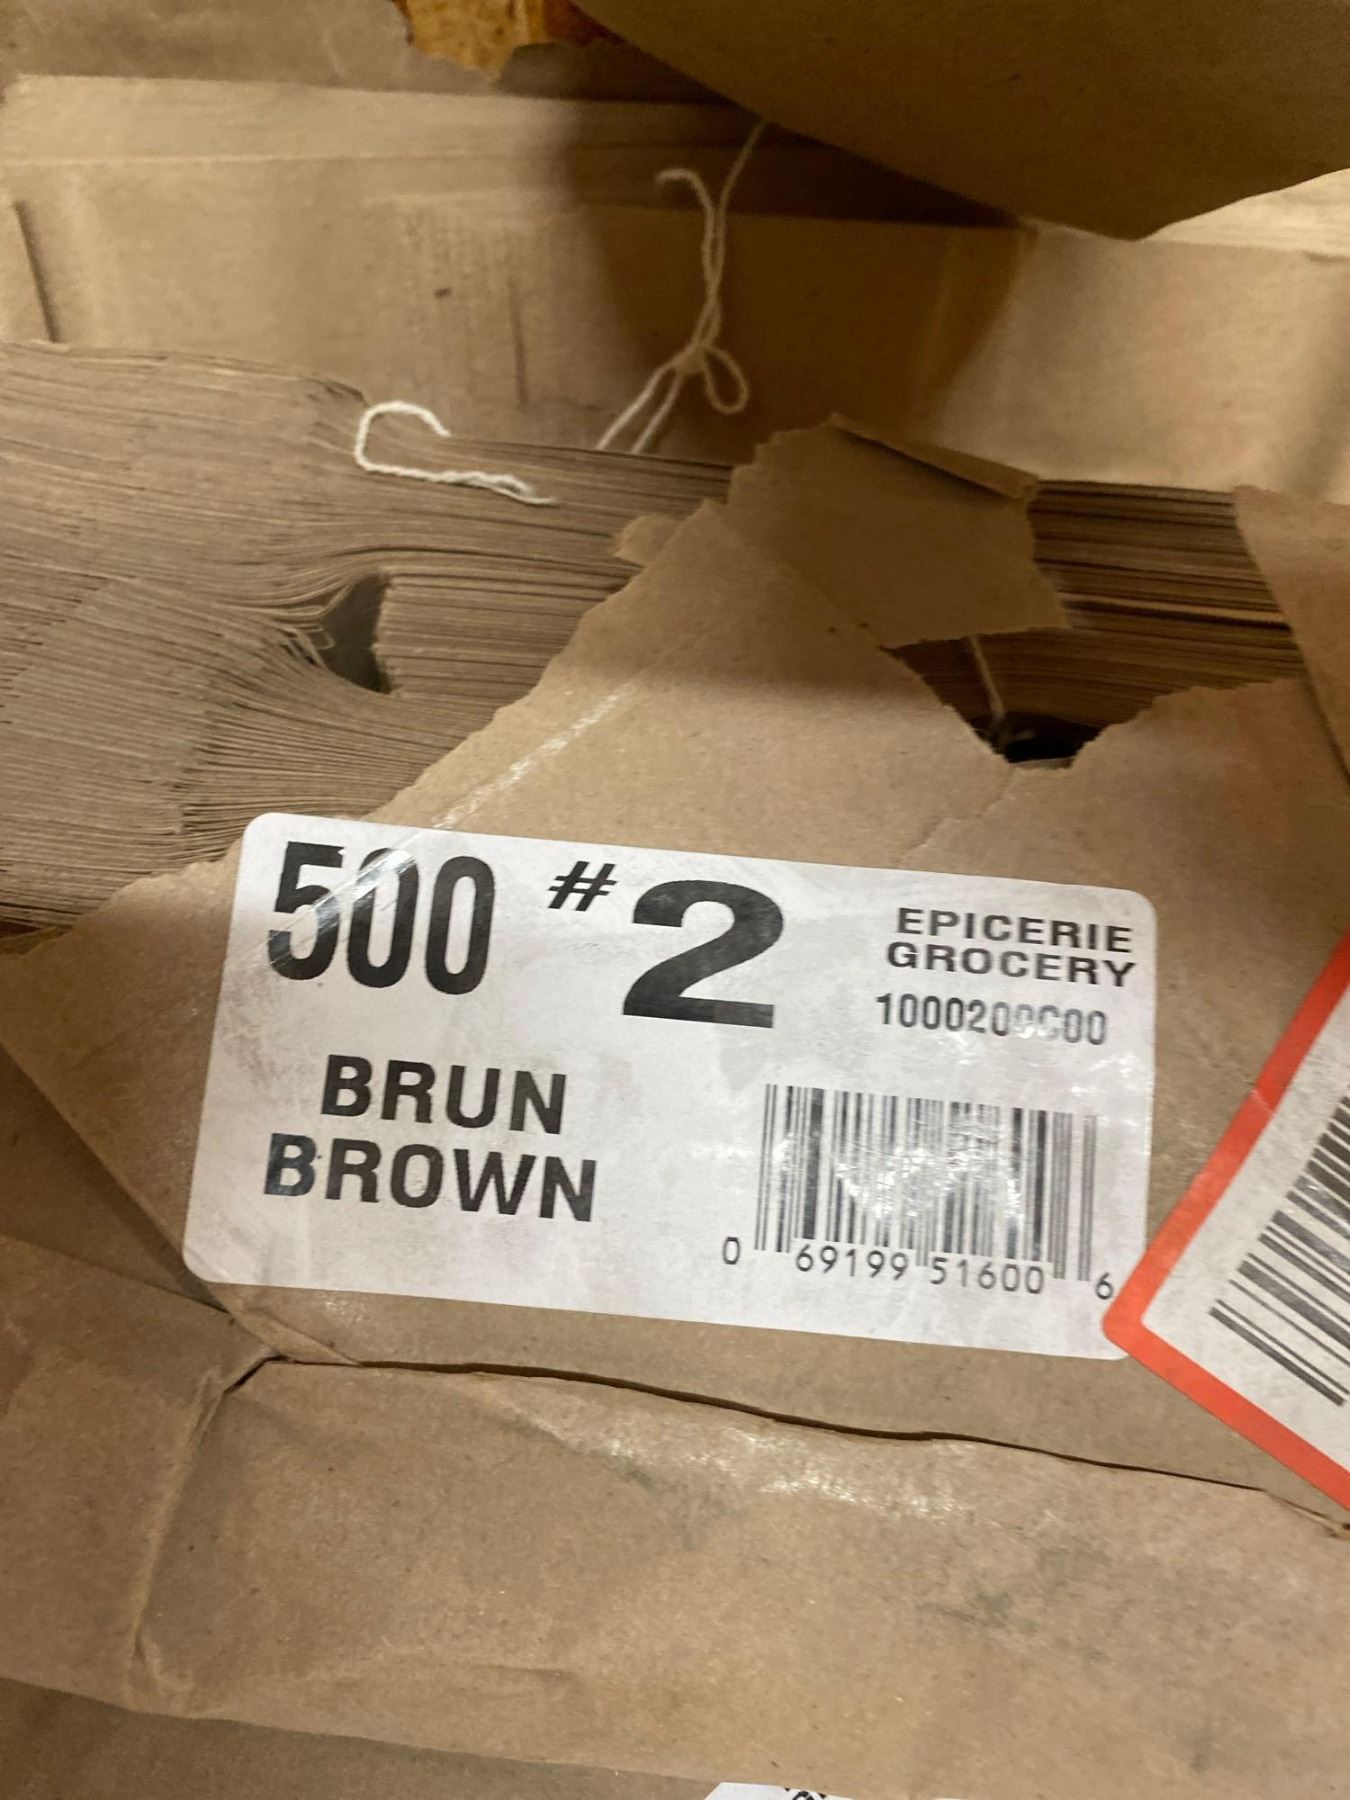 500 #2
EPICERIE
GROCERY
BRUN
BROWN
0 69199 51600 6